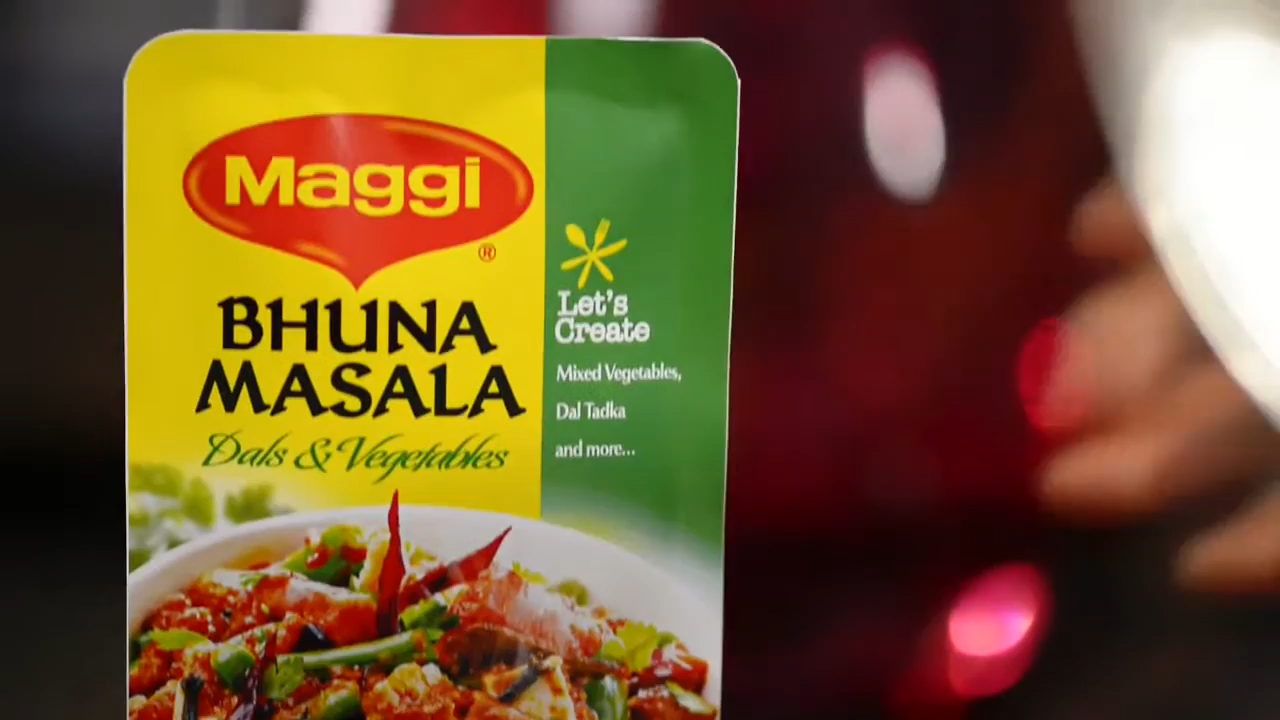 Maggi
®
BHUNA
MASALA
Dals & Vegetables
Let's
Create
Mixed Vegetables,
Dal Tadka
and more...